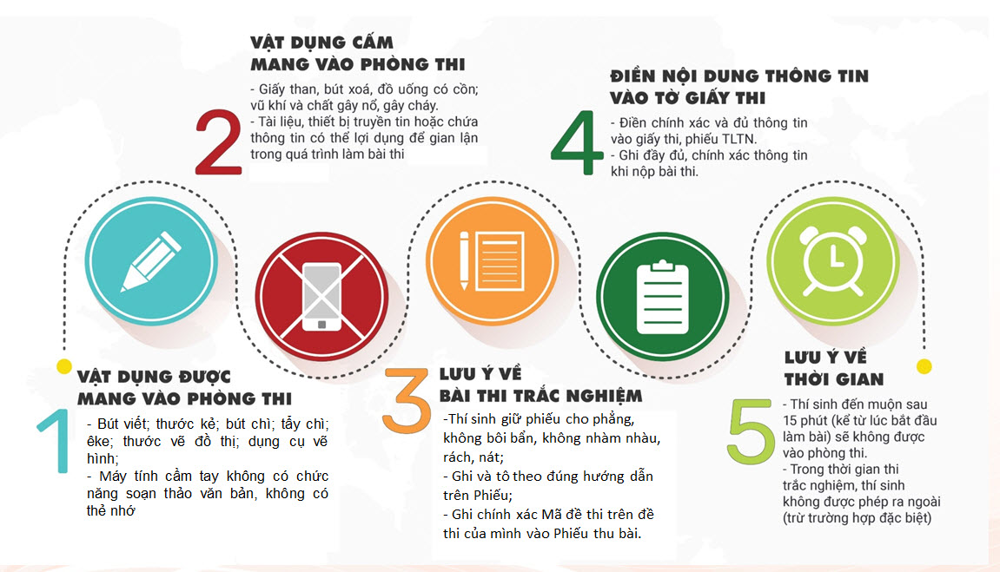 1
VẬT DỤNG ĐƯỢC
MANG VÀO PHÒNG THI
- Bút viết; thước kẻ; bút chì; tẩy chì;
êke; thước vẽ đồ thị; dụng cụ vẽ
hình;
- Máy tính cầm tay không có chức
năng soạn thảo văn bản, không có
thẻ nhớ
2
VẬT DỤNG CẤM
MANG VÀO PHÒNG THI
- Giấy than, bút xoá, đồ uống có cồn;
vũ khí và chất gây nổ, gây cháy.
- Tài liệu, thiết bị truyền tin hoặc chứa
thông tin có thể lợi dụng để gian lận
trong quá trình làm bài thi
3
LƯU Ý VỀ
BÀI THI TRẮC NGHIỆM
-Thí sinh giữ phiếu cho phẳng,
không bôi bẩn, không nhàm nhàu,
rách, nát;
- Ghi và tô theo đúng hướng dẫn
trên Phiếu;
- Ghi chính xác Mã đề thi trên đề
thi của mình vào Phiếu thu bài.
4
ĐIỀN NỘI DUNG THÔNG TIN
VÀO TỜ GIẤY THI
- Điền chính xác và đủ thông tin
vào giấy thi, phiếu TLTN.
- Ghi đầy đủ, chính xác thông tin
khi nộp bài thi.
5
LƯU Ý VỀ
THỜI GIAN
- Thí sinh đến muộn sau
15 phút (kể từ lúc bắt đầu
làm bài) sẽ không được
vào phòng thi.
- Trong thời gian thi
trắc nghiệm, thí sinh
không được phép ra ngoài
(trừ trường hợp đặc biệt)